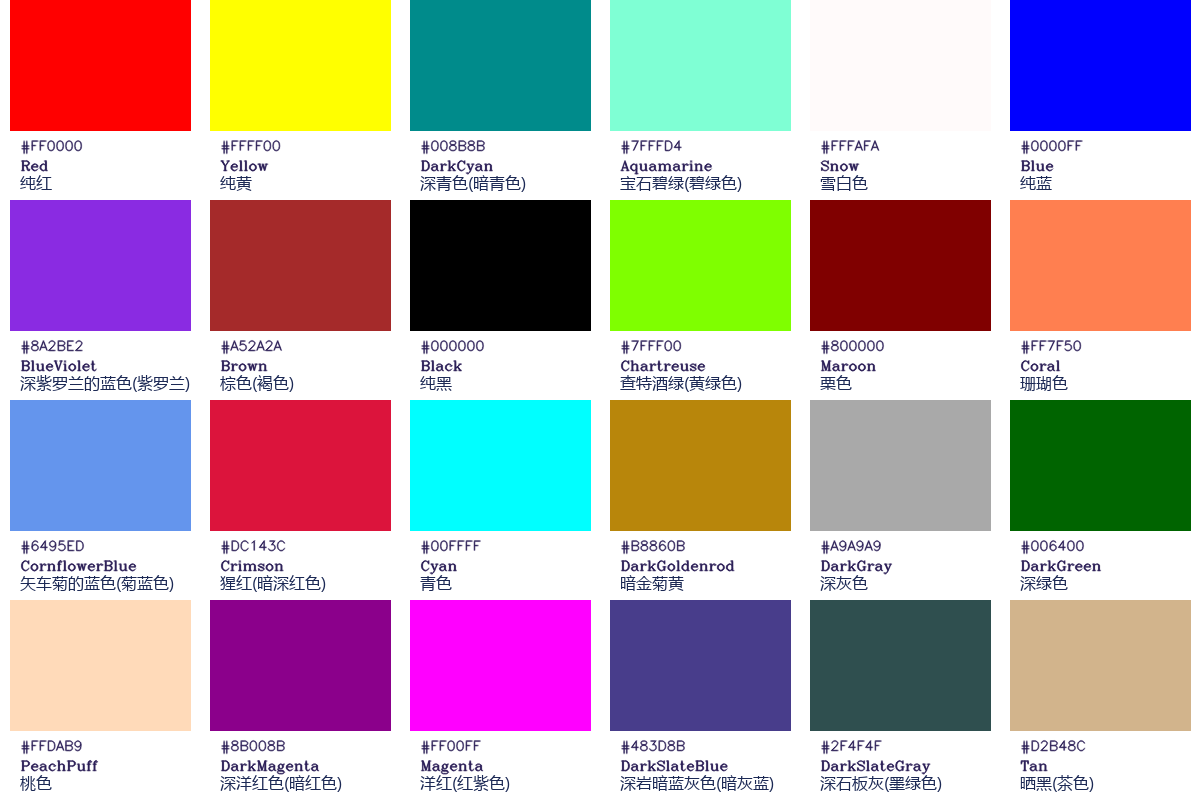 #FF0000
Red
纯红
#FFFF00
Yellow
纯黄
#008B8B
DarkCyan
深青色(暗青色)
#7FFFD4
Aquamarine
宝石碧绿(碧绿色)
#FFFAFA
Snow
雪白色
#0000FF
Blue
纯蓝
#8A2BE2
BlueViolet
深紫罗兰的蓝色(紫罗兰)
#A52A2A
Brown
棕色(褐色)
#000000
Black
纯黑
#7FFF00
Chartreuse
查特酒绿(黄绿色)
#800000
Maroon
栗色
#FF7F50
Coral
珊瑚色
#6495ED
CornflowerBlue
矢车菊的蓝色(菊蓝色)
#DC143C
Crimson
猩红(暗深红色)
#00FFFF
Cyan
青色
#B8860B
DarkGoldenrod
暗金菊黄
#A9A9A9
DarkGray
深灰色
#006400
DarkGreen
深绿色
#FFDAB9
PeachPuff
桃色
#8B008B
DarkMagenta
深洋红色(暗红色)
#FF00FF
Magenta
洋红(红紫色)
#483D8B
DarkSlateBlue
深岩暗蓝灰色(暗灰蓝)
#2F4F4F
DarkSlateGray
深石板灰(墨绿色)
#D2B48C
Tan
晒黑(茶色)